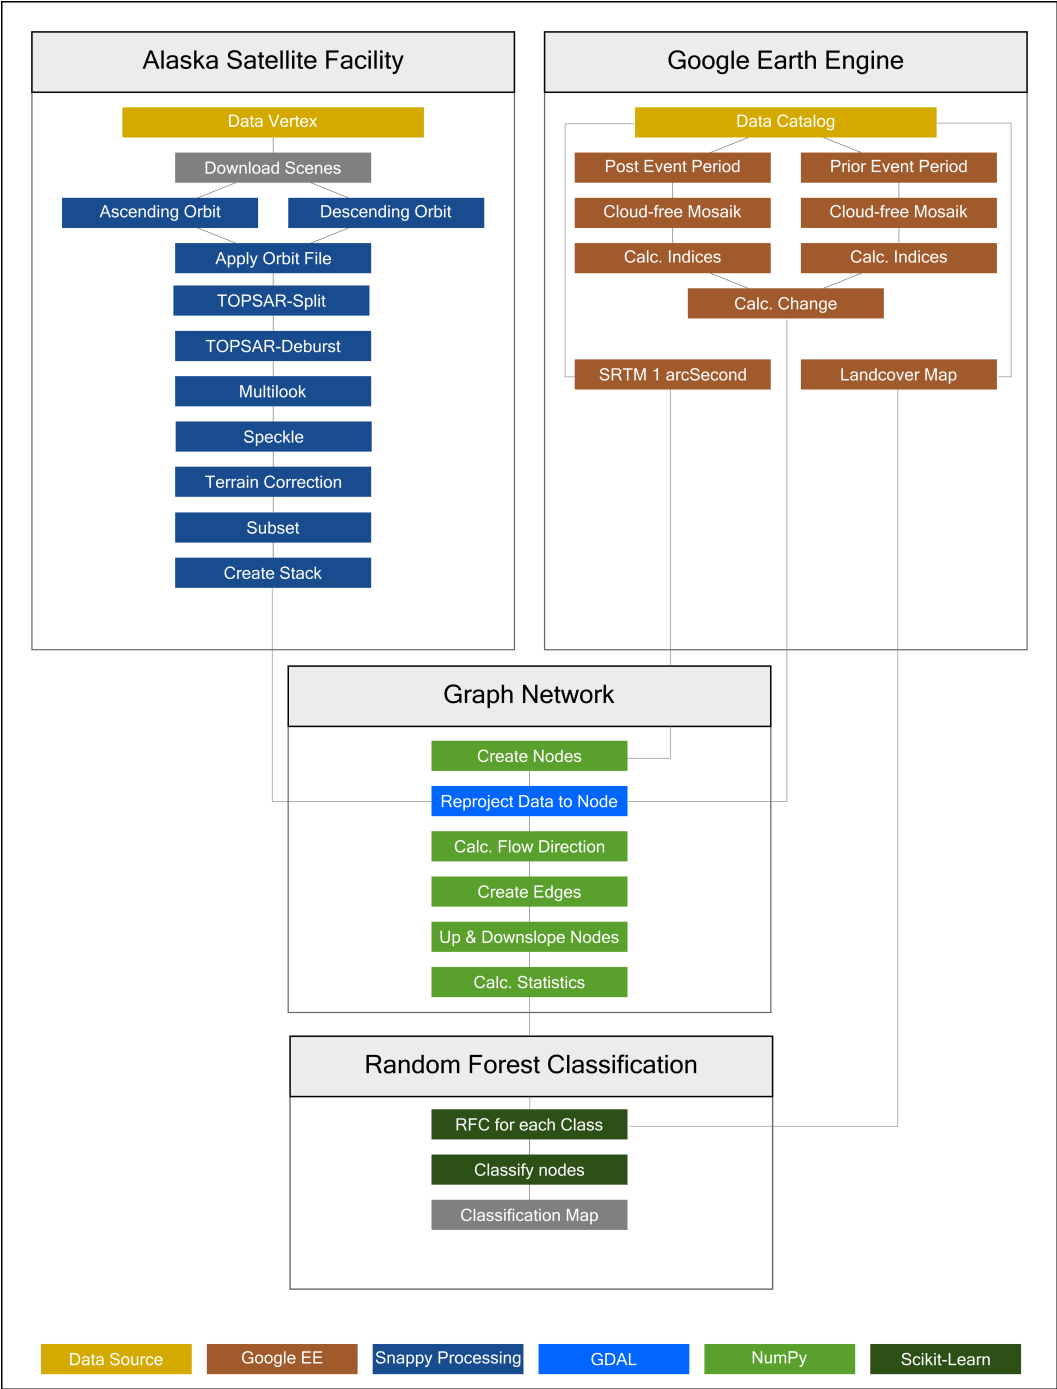 Alaska Satellite Facility
Data Vertex
Download Scenes
Ascending Orbit
Descending Orbit
Apply Orbit File
TOPSAR-Split
TOPSAR-Deburst
Multilook
Speckle
Terrain Correction
Subset
Create Stack
Google Earth Engine
Data Catalog
Post Event Period
Prior Event Period
Cloud-free Mosaik
Cloud-free Mosaik
Calc. Indices
Calc. Indices
Calc. Change
SRTM 1 arcSecond
Landcover Map
Graph Network
Create Nodes
Reproject Data to Node
Calc. Flow Direction
Create Edges
Up & Downslope Nodes
Calc. Statistics
Random Forest Classification
RFC for each Class
Classify nodes
Classification Map
Data Source
Google EE
Snappy Processing
GDAL
NumPy
Scikit-Learn